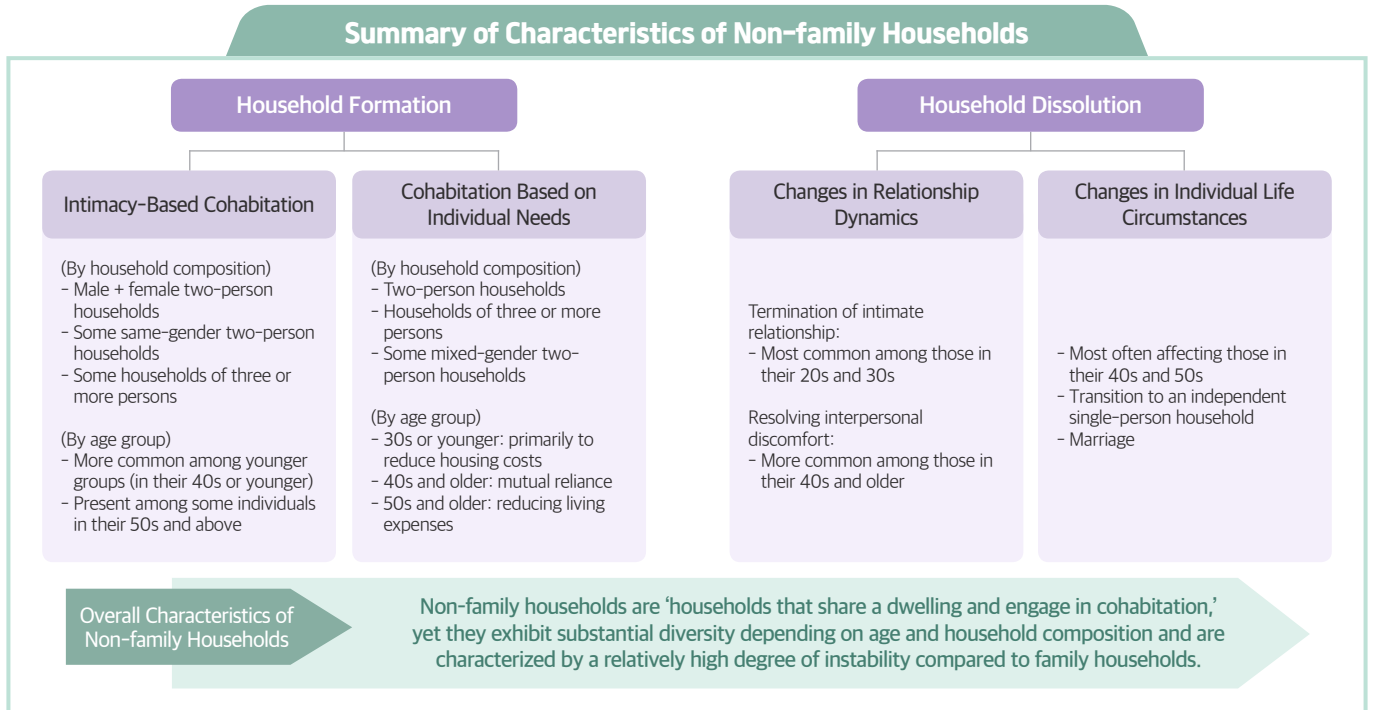 Summary of Characteristics of Non-family Households
Household Formation
Intimacy-Based Cohabitation
(By household composition)
- Male + female two-person
households
- Some same-gender two-person
households
- Some households of three or
more persons
(By age group)
- More common among younger
groups (in their 40s or younger)
- Present among some individuals
in their 50s and above
Cohabitation Based on
Individual Needs
(By household composition)
- Two-person households
- Households of three or more
persons
- Some mixed-gender two-
person households
(By age group)
- 30s or younger: primarily to
reduce housing costs
- 40s and older: mutual reliance
- 50s and older: reducing living
expenses
Household Dissolution
Changes in Relationship
Dynamics
Termination of intimate
relationship:
- Most common among those in
their 20s and 30s
Resolving interpersonal
discomfort:
- More common among those in
their 40s and older
Changes in Individual Life
Circumstances
- Most often affecting those in
their 40s and 50s
- Transition to an independent
single-person household
- Marriage
Overall Characteristics of
Non-family Households
Non-family households are ‘households that share a dwelling and engage in cohabitation,’
yet they exhibit substantial diversity depending on age and household composition and are
characterized by a relatively high degree of instability compared to family households.